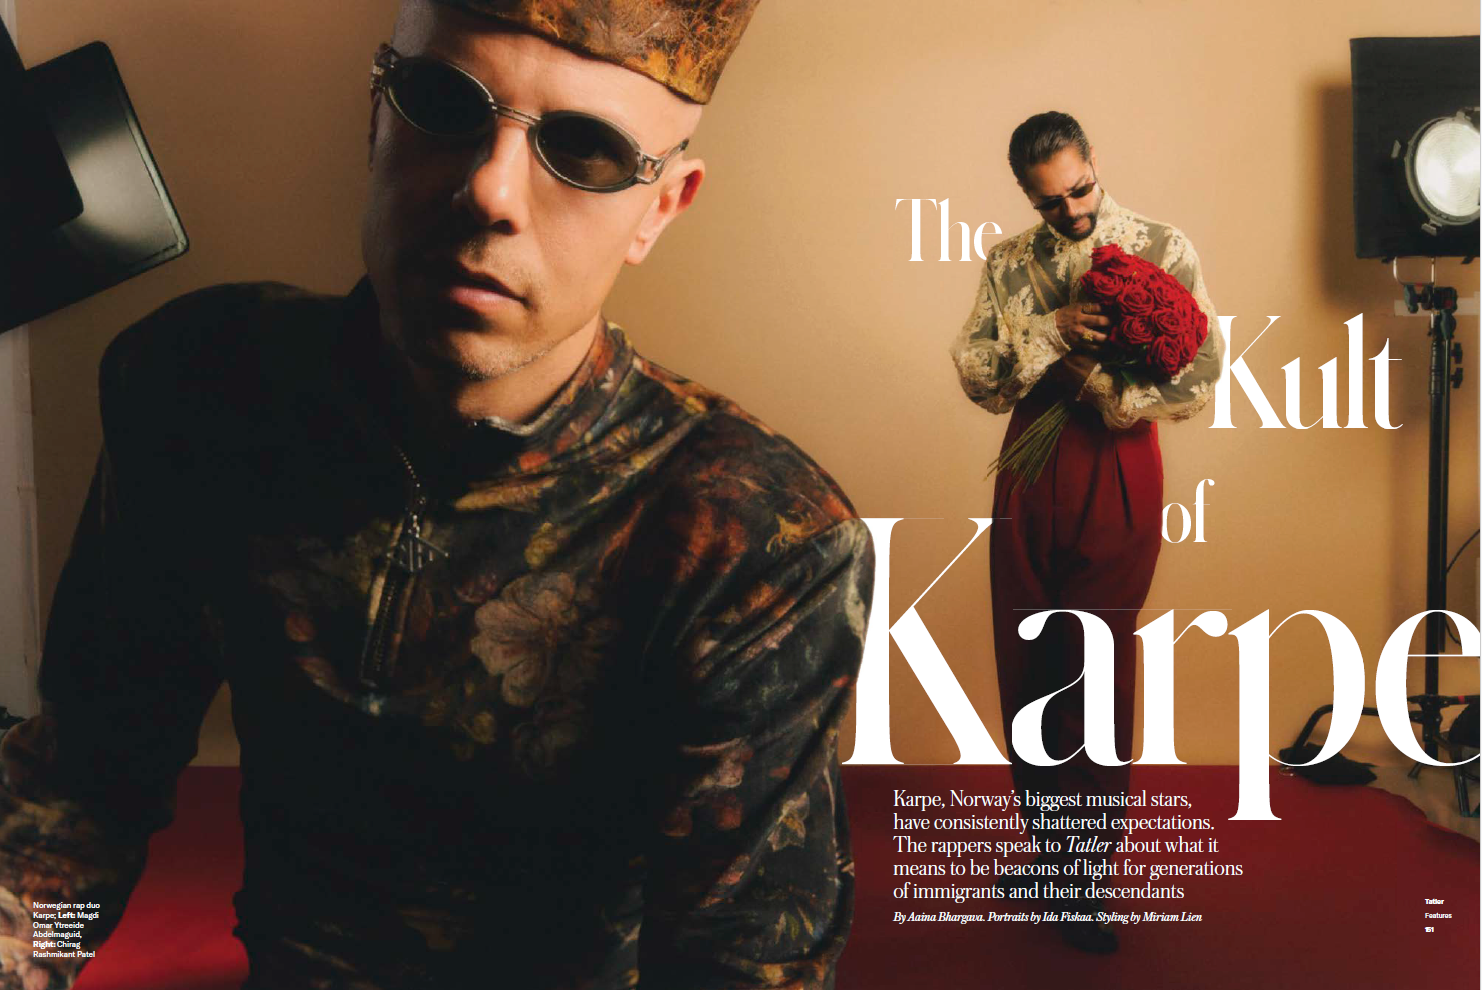 The
Kult
of
Karpe
Karpe, Norway's biggest musical stars,
have consistently shattered expectations.
The rappers speak to Tatler about what it
means to be beacons of light for generations
of immigrants and their descendants
By Aaina Bhargava. Portraits by Ida Fiskaa. Styling by Miriam Lien
Norwegian rap duo
Karpe; Left: Magdi
Omar Ytreeide
Abdelmaguid,
Right: Chirag
Rashmikant Patel
Tatler
Features
151